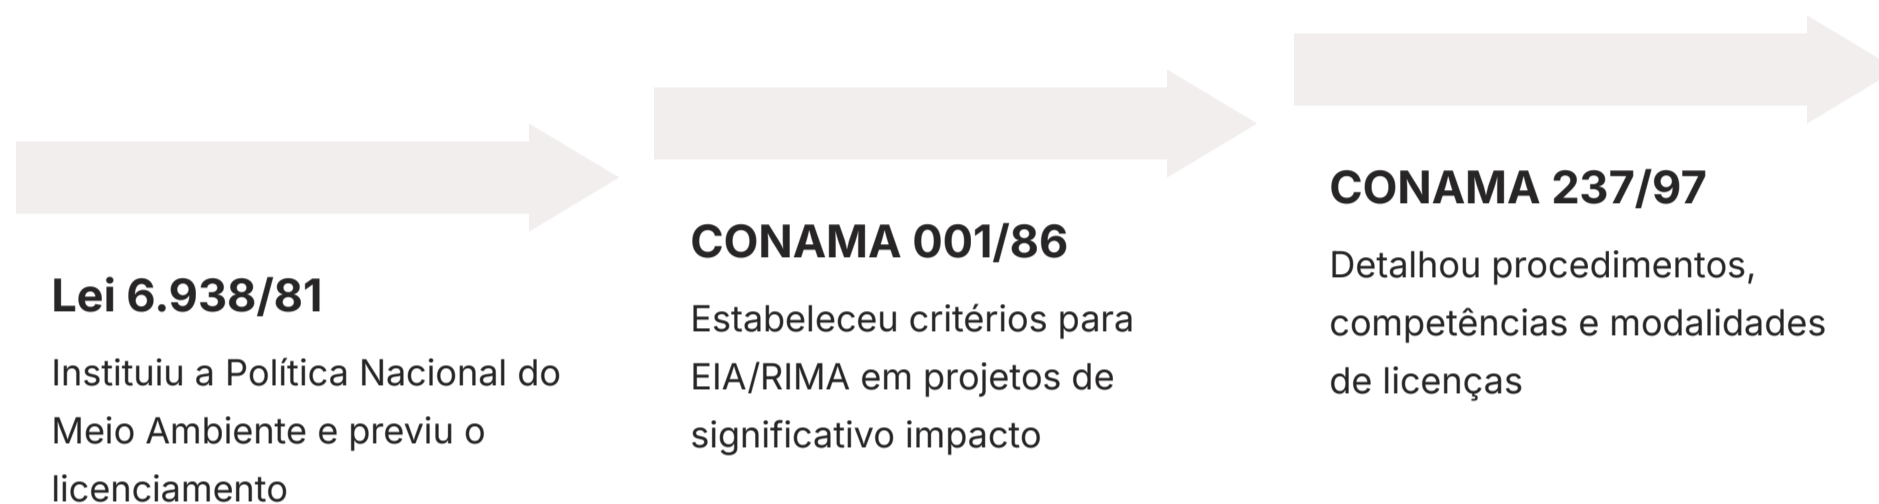 Lei 6.938/81
Instituiu a Política Nacional do
Meio Ambiente e previu o
licenciamento
CONAMA 001/86
Estabeleceu critérios para
EIA/RIMA em projetos de
significativo impacto
CONAMA 237/97
Detalhou procedimentos,
competências e modalidades
de licenças